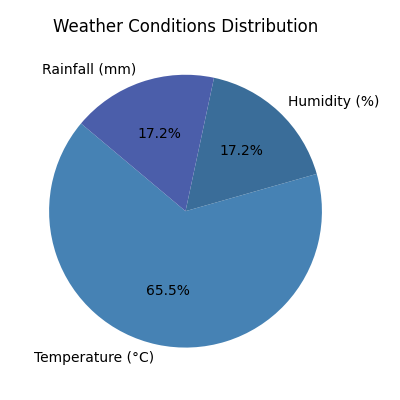 Weather Conditions Distribution
Rainfall (mm)
Humidity (%)
17.2%
17.2%
65.5%
Temperature (°C)